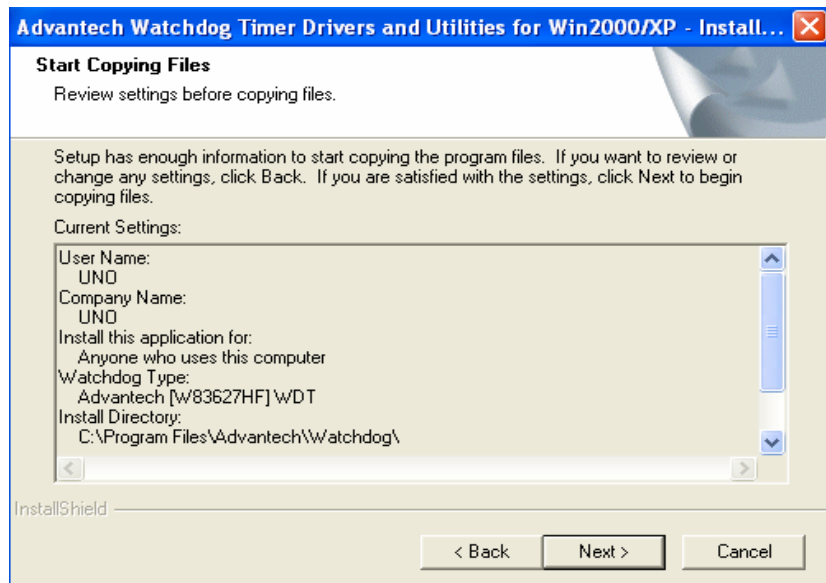 Advantech Watchdog Timer Drivers and Utilities for Win2000/XP - Install...
Start Copying Files
Review settings before copying files.
Setup has enough information to start copying the program files. If you want to review or
change any settings, click Back. If you are satisfied with the settings, click Next to begin
copying files.
Current Settings:
User Name:
UNO
Company Name:
UNO
Install this application for:
Anyone who uses this computer
Watchdog Type:
Advantech [W83627HF] WDT
Install Directory:
C:\Program Files\Advantech\Watchdog\
InstallShield
< Back
Next >
Cancel